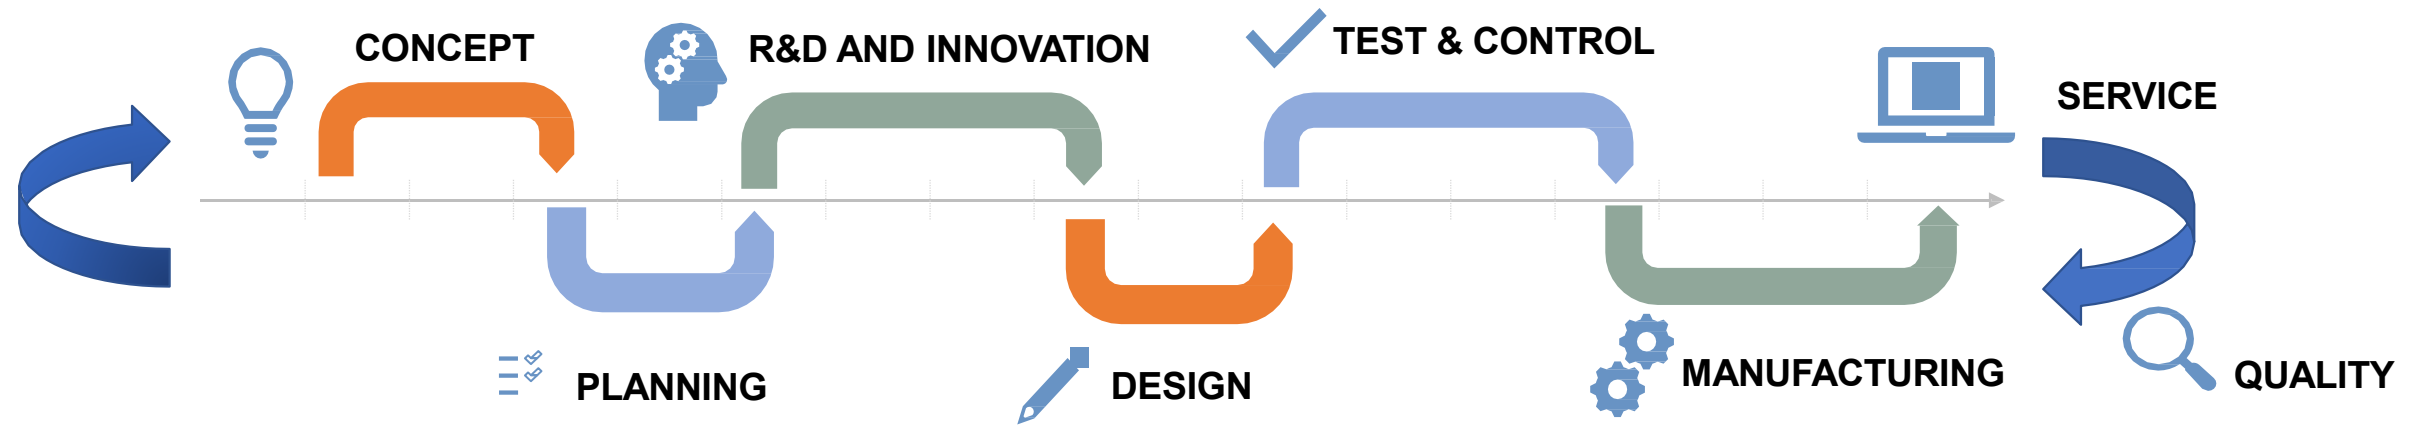 CONCEPT
PLANNING
R&D AND INNOVATION
DESIGN
TEST & CONTROL
MANUFACTURING
SERVICE
QUALITY